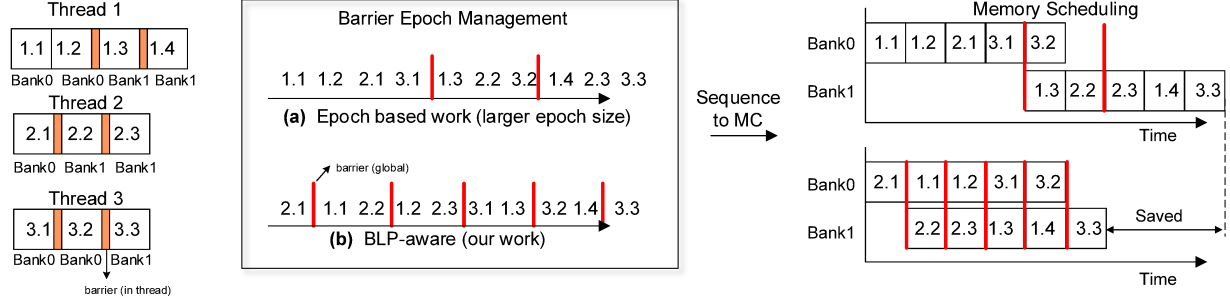 Thread 1
1.1 1.2 1.3 1.4
Bank0 Bank0 Bank1 Bank1
Thread 2
2.1 2.2 2.3
Bank0 Bank1 Bank1
Thread 3
3.1 3.2 3.3
Bank0 Bank0 Bank1
barrier (in thread)
Barrier Epoch Management
1.1 1.2 2.1 3.1 1.3 2.2 3.2 1.4 2.3 3.3
(a) Epoch based work (larger epoch size)
barrier (global)
2.1 1.1 2.2 1.2 2.3 3.1 1.3 3.2 1.4 3.3
(b) BLP-aware (our work)
Sequence
to MC
Memory Scheduling
Bank0 1.1 1.2 2.1 3.1 3.2
Bank1 1.3 2.2 2.3 1.4 3.3
Time
Bank0 2.1 1.1 1.2 3.1 3.2
Bank1 2.2 2.3 1.3 1.4 3.3
Saved
Time